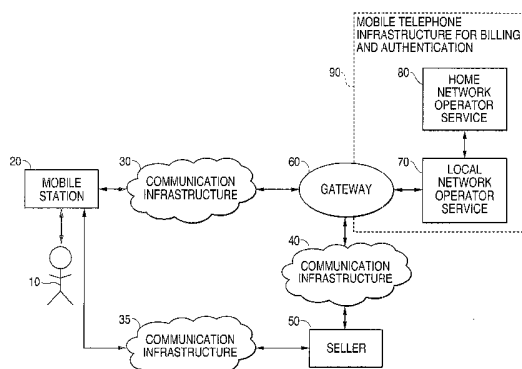 MOBILE TELEPHONE
INFRASTRUCTURE FOR BILLING
AND AUTHENTICATION
90
80
HOME
NETWORK
OPERATOR
SERVICE
20
MOBILE
STATION
30
COMMUNICATION
INFRASTRUCTURE
60
GATEWAY
70
LOCAL
NETWORK
OPERATOR
SERVICE
40
COMMUNICATION
INFRASTRUCTURE
10
35
COMMUNICATION
INFRASTRUCTURE
50
SELLER